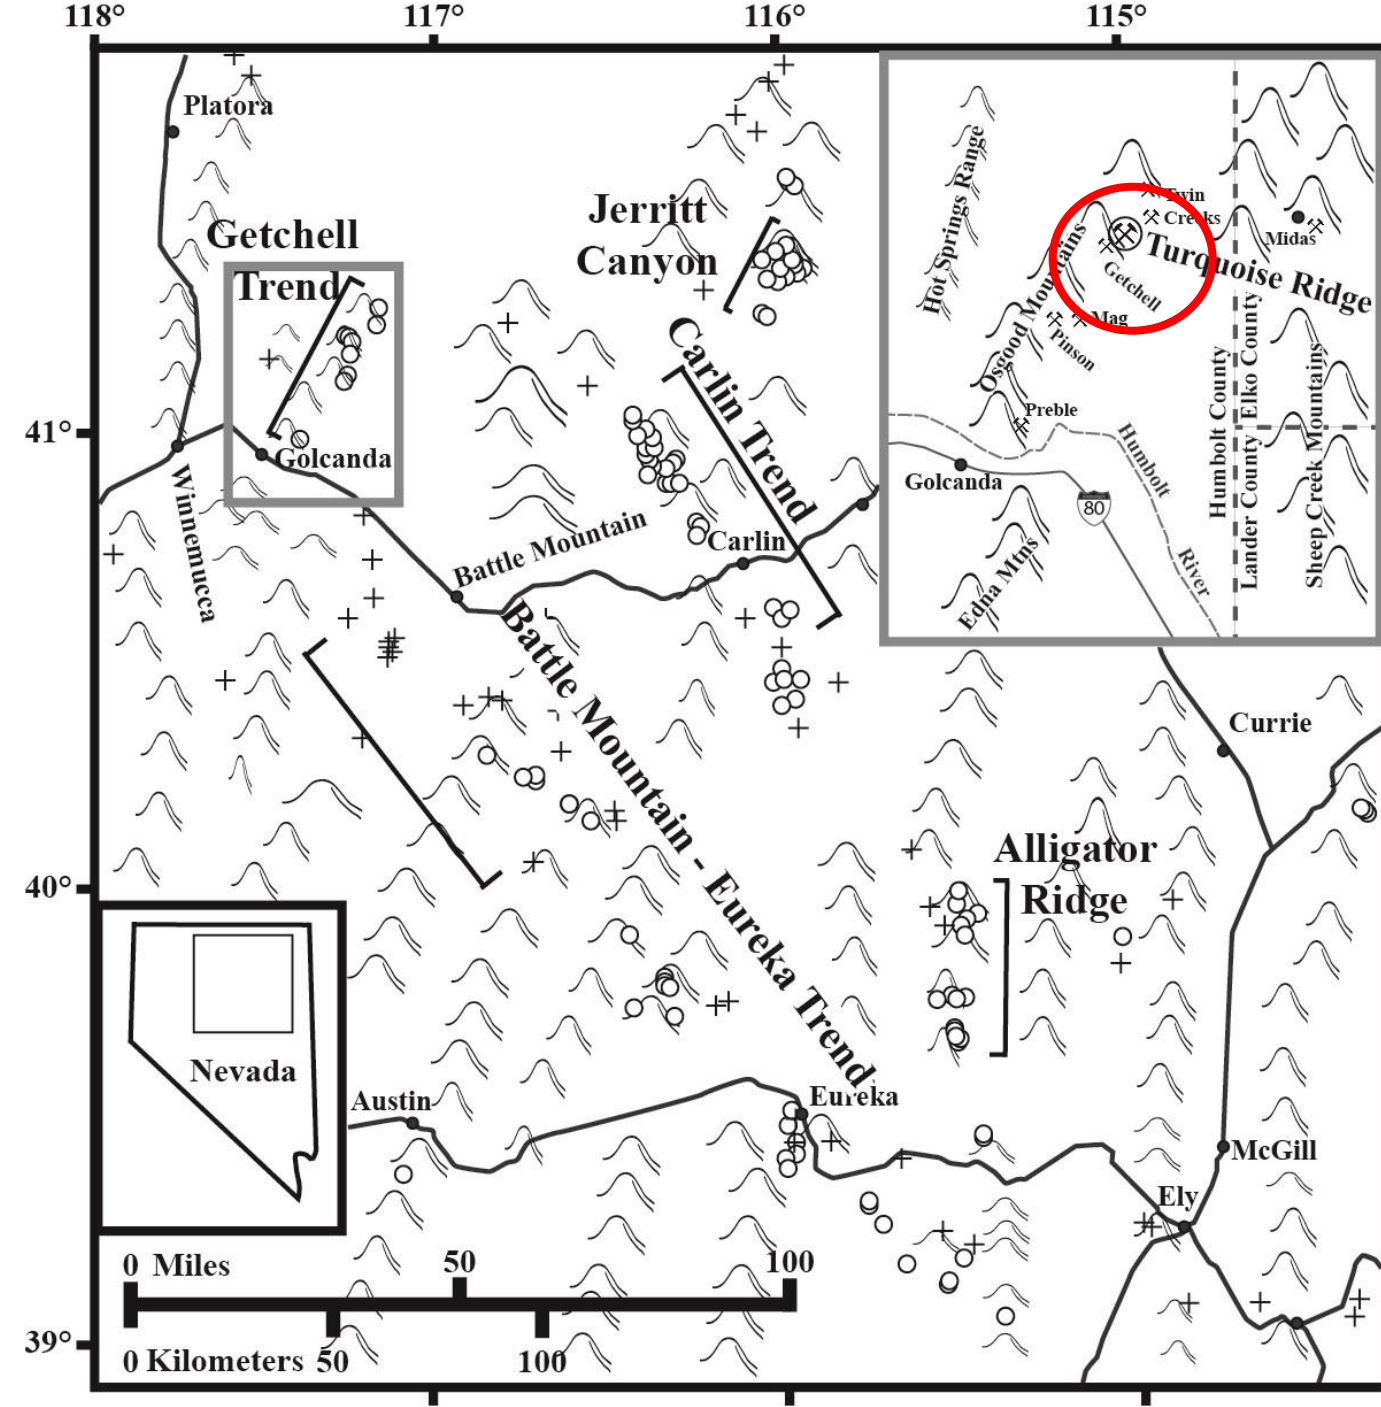 118° 117° 116° 115°
Platora
Getchell
Trend
Jerritt
Canyon
Carlin Trend
41°
Golcanda
Winnemucca
Battle Mountain
Carlin
Battle Mountain - Eureka Trend
Hot Springs Range
Osgood Mountains
Twin
Creeks
Turquoise Ridge
Getchell
Midas
Mag
Pinson
Preble
Golcanda
80
Humbolt
River
Edna Mtns
Humbolt County
Elko County
Lander County
Sheep Creek Mountains
Currie
40°
Alligator
Ridge
Nevada
Austin
Eureka
McGill
Ely
0 Miles 50 100
39°
0 Kilometers 50 100